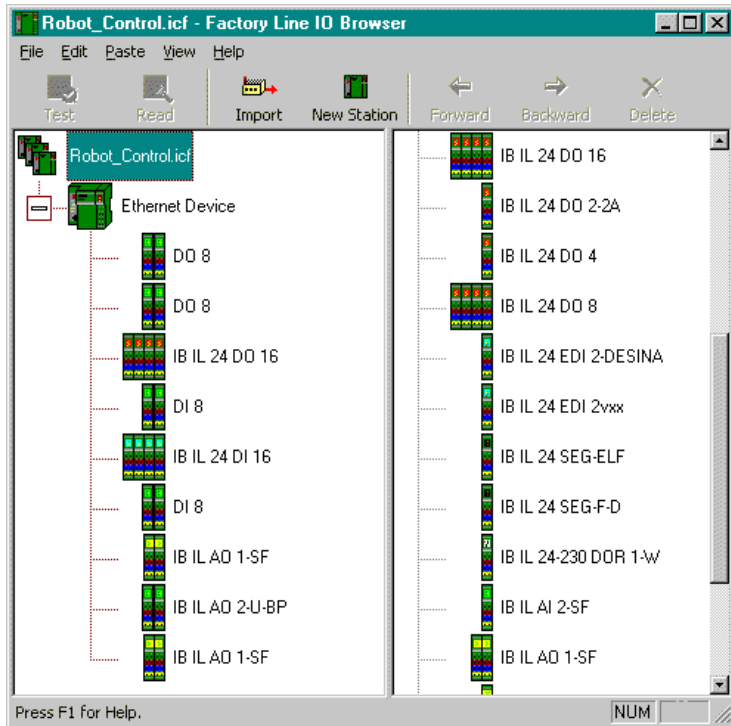 Robot_Control.icf - Factory Line IO Browser
File Edit Paste View Help
Test Read Import New Station Forward Backward Delete
Robot_Control.icf
Ethernet Device
DO 8
DO 8
IB IL 24 DO 16
DI 8
IB IL 24 DI 16
DI 8
IB IL AO 1-SF
IB IL AO 2-U-BP
IB IL AO 1-SF
IB IL 24 DO 16
IB IL 24 DO 2-2A
IB IL 24 DO 4
IB IL 24 DO 8
IB IL 24 EDI 2-DESINA
IB IL 24 EDI 2vxx
IB IL 24 SEG-ELF
IB IL 24 SEG-F-D
IB IL 24-230 DOR 1-W
IB IL AI 2-SF
IB IL AO 1-SF
Press F1 for Help.
NUM